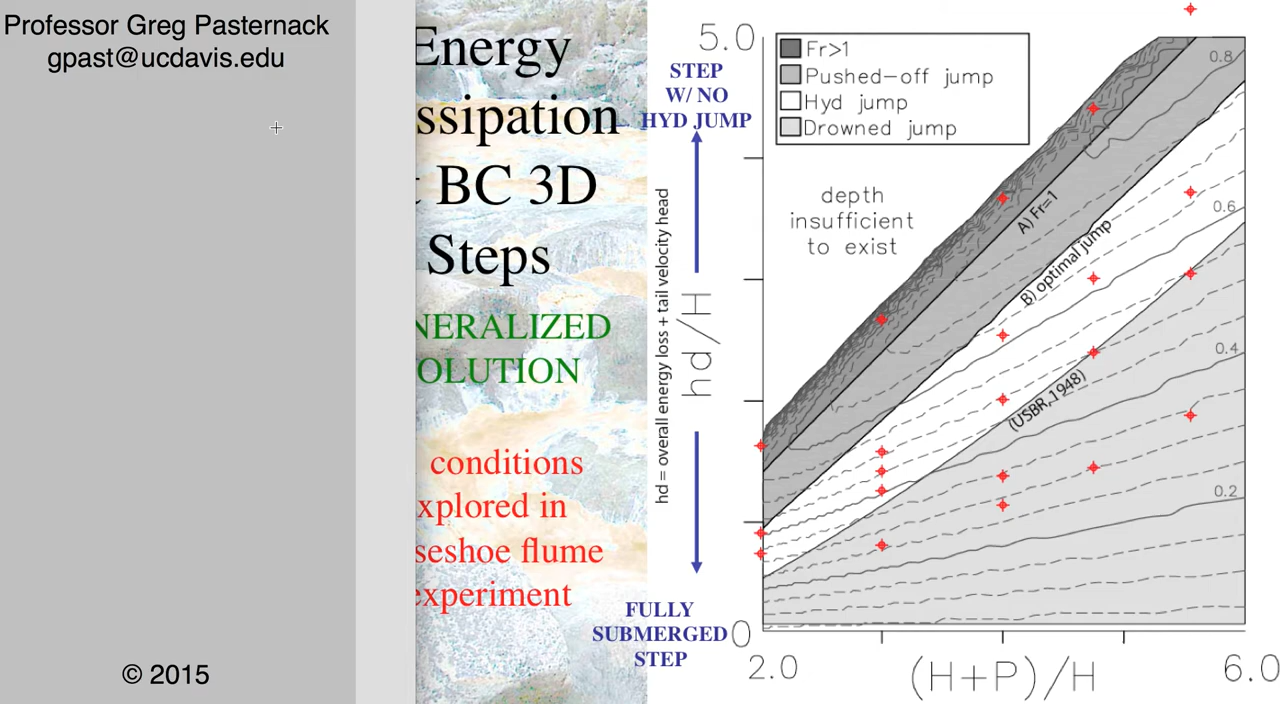 Professor Greg Pasternack
gpast@ucdavis.edu
© 2015
Energy
ssipation
BC 3D
Steps
NERALIZED
OLUTION
conditions
xplored in
seshoe flume
experiment
STEP
W/ NO
HYD JUMP
FULLY
SUBMERGED
STEP
hd = overall energy loss + tail velocity head
hd/H
5.0
0
Fr>1
Pushed-off jump
Hyd jump
Drowned jump
depth
insufficient
to exist
A) Fr=1
B) optimal jump
(USBR, 1948)
0.8
0.6
0.4
0.2
2.0
(H+P)/H
6.0